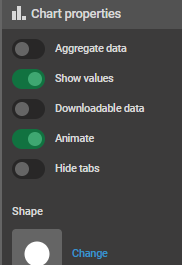 Chart properties
Aggregate data
Show values
Downloadable data
Animate
Hide tabs
Shape
Change